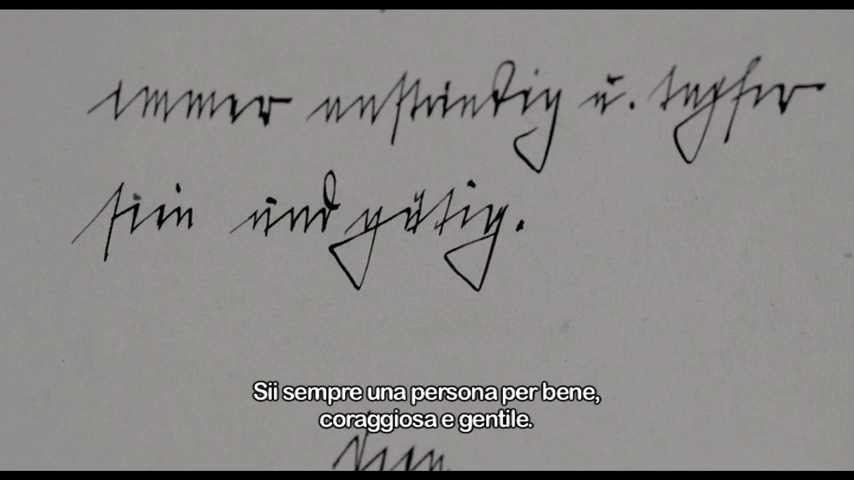 immer anständig u. tapfer
sein und gütig.
Sii sempre una persona per bene,
coraggiosa e gentile.